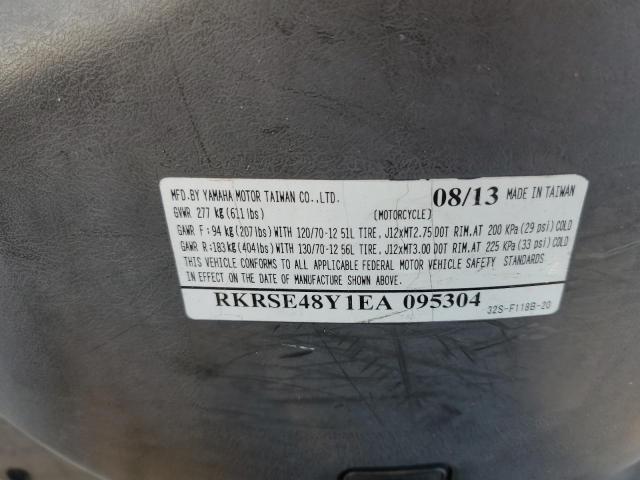 MFD.BY YAMAHA MOTOR TAIWAN CO.,LTD. 08/13 MADE IN TAIWAN
GVWR 277 kg (611 lbs) (MOTORCYCLE)
GAWR F: 94 kg (207 lbs) WITH 120/70-12 51L TIRE, J12xMT2.75 DOT RIM.AT 200 KPa (29 psi) COLD
GAWR R: 183 kg (404 lbs) WITH 130/70-12 56L TIRE, J12xMT3.00 DOT RIM.AT 225 KPa (33 psi) COLD
THIS VEHICLE CONFORMS TO ALL APPLICABLE FEDERAL MOTOR VEHICLE SAFETY STANDARDS
IN EFFECT ON THE DATE OF MANUFACTURE SHOWN ABOVE.
RKRSE48Y1EA 095304 32S-F118B-20